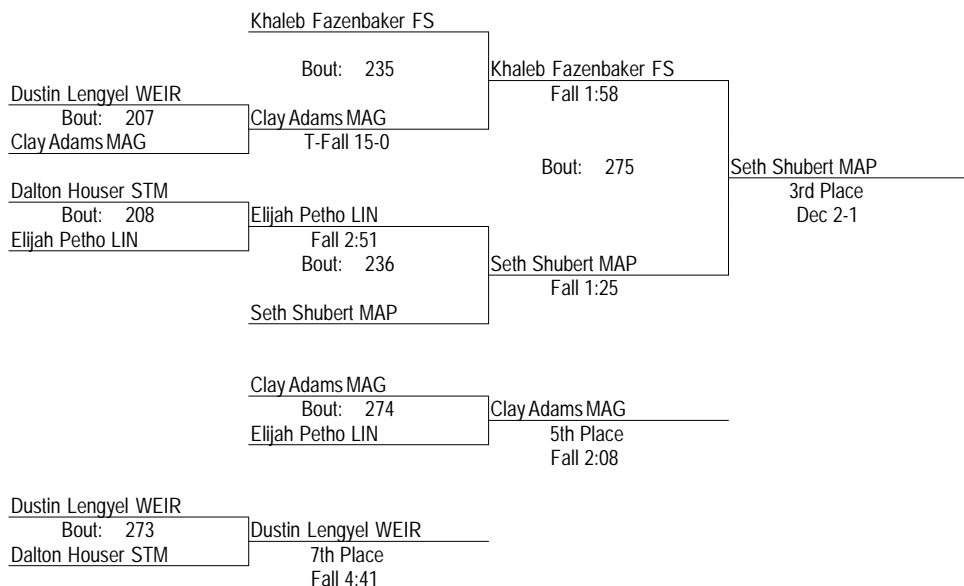 Khaleb Fazenbaker FS
Bout: 235
Khaleb Fazenbaker FS
Fall 1:58
Dustin Lengyel WEIR
Bout: 207
Clay Adams MAG
Clay Adams MAG
T-Fall 15-0
Bout: 275
Seth Shubert MAP
3rd Place
Dec 2-1
Dalton Houser STM
Bout: 208
Elijah Petho LIN
Elijah Petho LIN
Fall 2:51
Bout: 236
Seth Shubert MAP
Fall 1:25
Seth Shubert MAP
Clay Adams MAG
Bout: 274
Elijah Petho LIN
Clay Adams MAG
5th Place
Fall 2:08
Dustin Lengyel WEIR
Bout: 273
Dalton Houser STM
Dustin Lengyel WEIR
7th Place
Fall 4:41